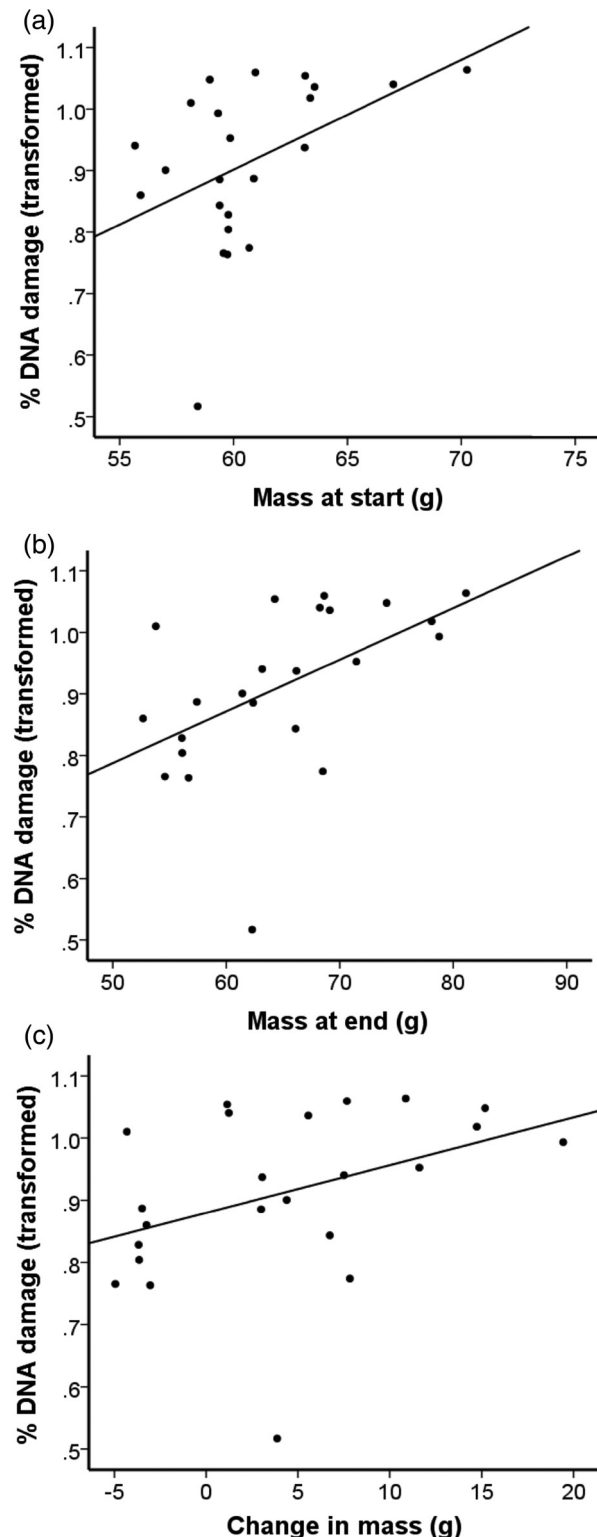 (a)
% DNA damage (transformed)
1.1
1.0
.9
.8
.7
.6
.5
55 60 65 70 75
Mass at start (g)
(b)
% DNA damage (transformed)
1.1
1.0
.9
.8
.7
.6
.5
50 60 70 80 90
Mass at end (g)
(c)
% DNA damage (transformed)
1.1
1.0
.9
.8
.7
.6
.5
-5 0 5 10 15 20
Change in mass (g)